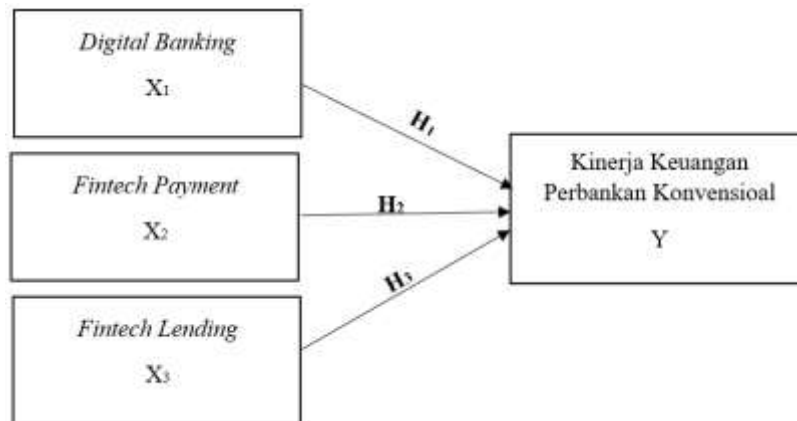 Digital Banking
X1
H1
Fintech Payment
X2
H2
Fintech Lending
X3
H3
Kinerja Keuangan
Perbankan Konvensioal
Y